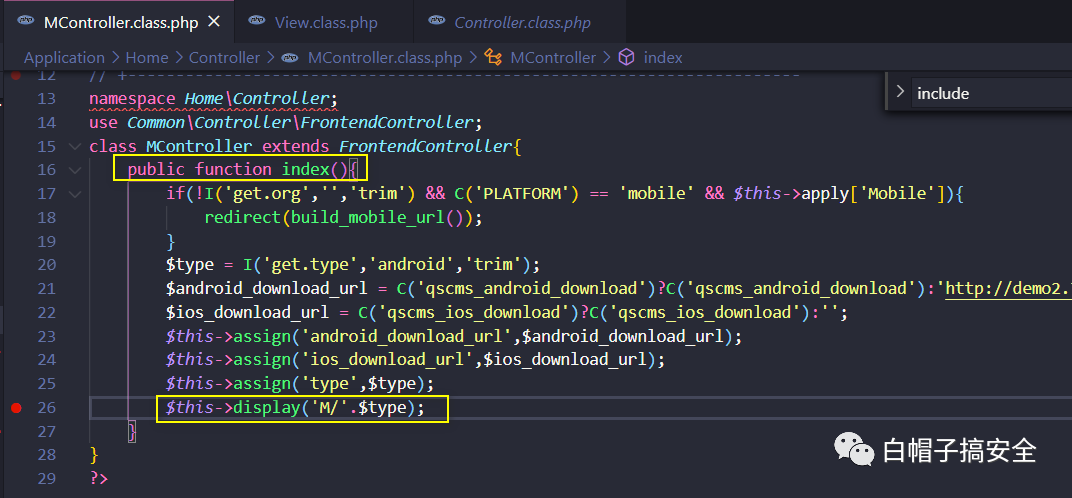 MController.class.php × View.class.php Controller.class.php
Application > Home > Controller > MController.class.php > MController > index
include
12 // +----------------------------------------------------------------------
13 namespace Home\Controller;
14 use Common\Controller\FrontendController;
15 class MController extends FrontendController{
16 public function index(){
17 if(!I('get.org','','trim') && C('PLATFORM') == 'mobile' && $this->apply['Mobile']){
18 redirect(build_mobile_url());
19 }
20 $type = I('get.type','android','trim');
21 $android_download_url = C('qscms_android_download')?C('qscms_android_download'):'http://demo2.
22 $ios_download_url = C('qscms_ios_download')?C('qscms_ios_download'):'';
23 $this->assign('android_download_url',$android_download_url);
24 $this->assign('ios_download_url',$ios_download_url);
25 $this->assign('type',$type);
26 $this->display('M/'.$type);
27 }
28 }
29 ?>
白帽子搞安全